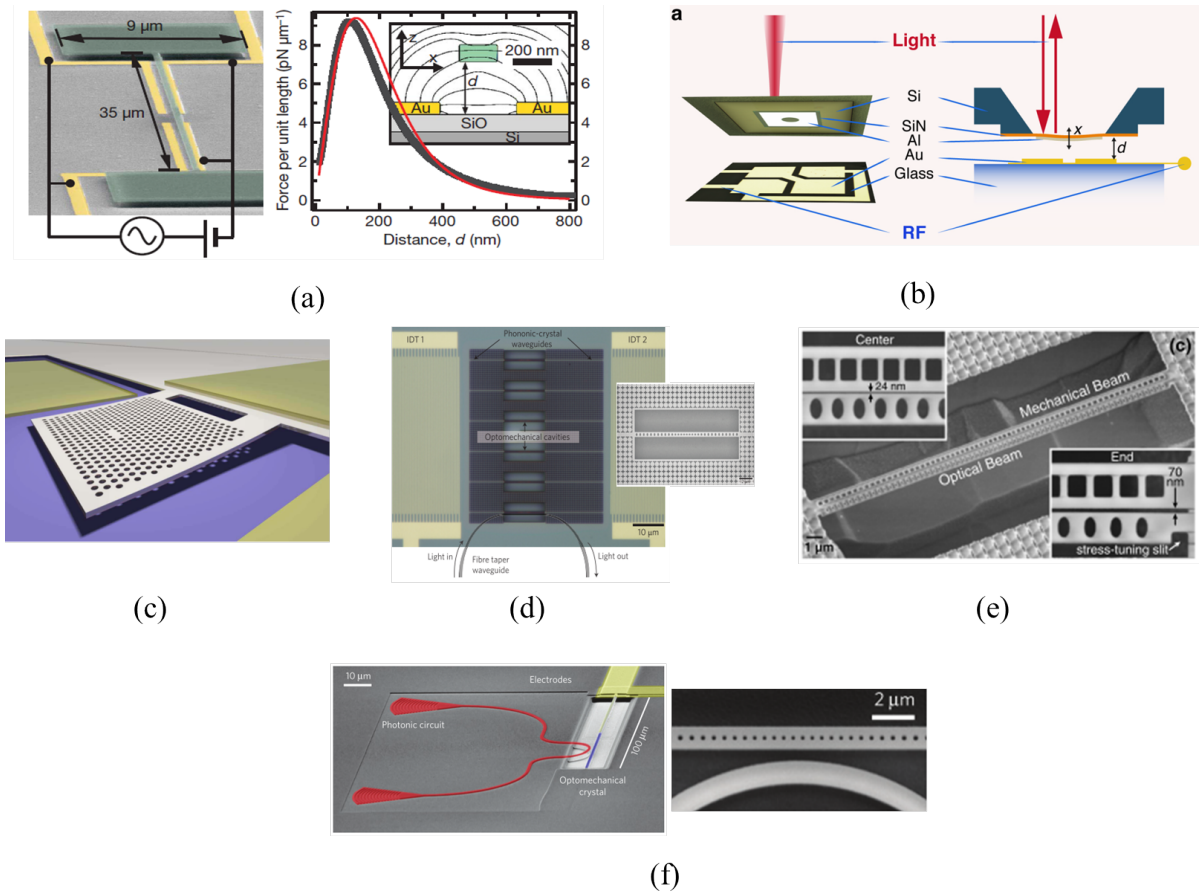 9 µm
35 µm
Force per unit length (pN µm⁻¹)
8
6
4
2
0
8
6
4
2
0
0
200
400
600
800
Distance, d (nm)
z
x
200 nm
d
Au
Au
SiO
Si
(a)
a
Light
Si
SiN
Al
Au
Glass
RF
x
d
(b)
(c)
IDT 1
Phononic-crystal
waveguides
IDT 2
Optomechanical cavities
10 µm
Light in
Fibre taper
waveguide
Light out
(d)
Center
24 nm
(c)
Mechanical Beam
Optical Beam
End
70
nm
stress-tuning slit
1 µm
(e)
10 µm
Electrodes
Photonic circuit
100 µm
Optomechanical
crystal
2 µm
(f)